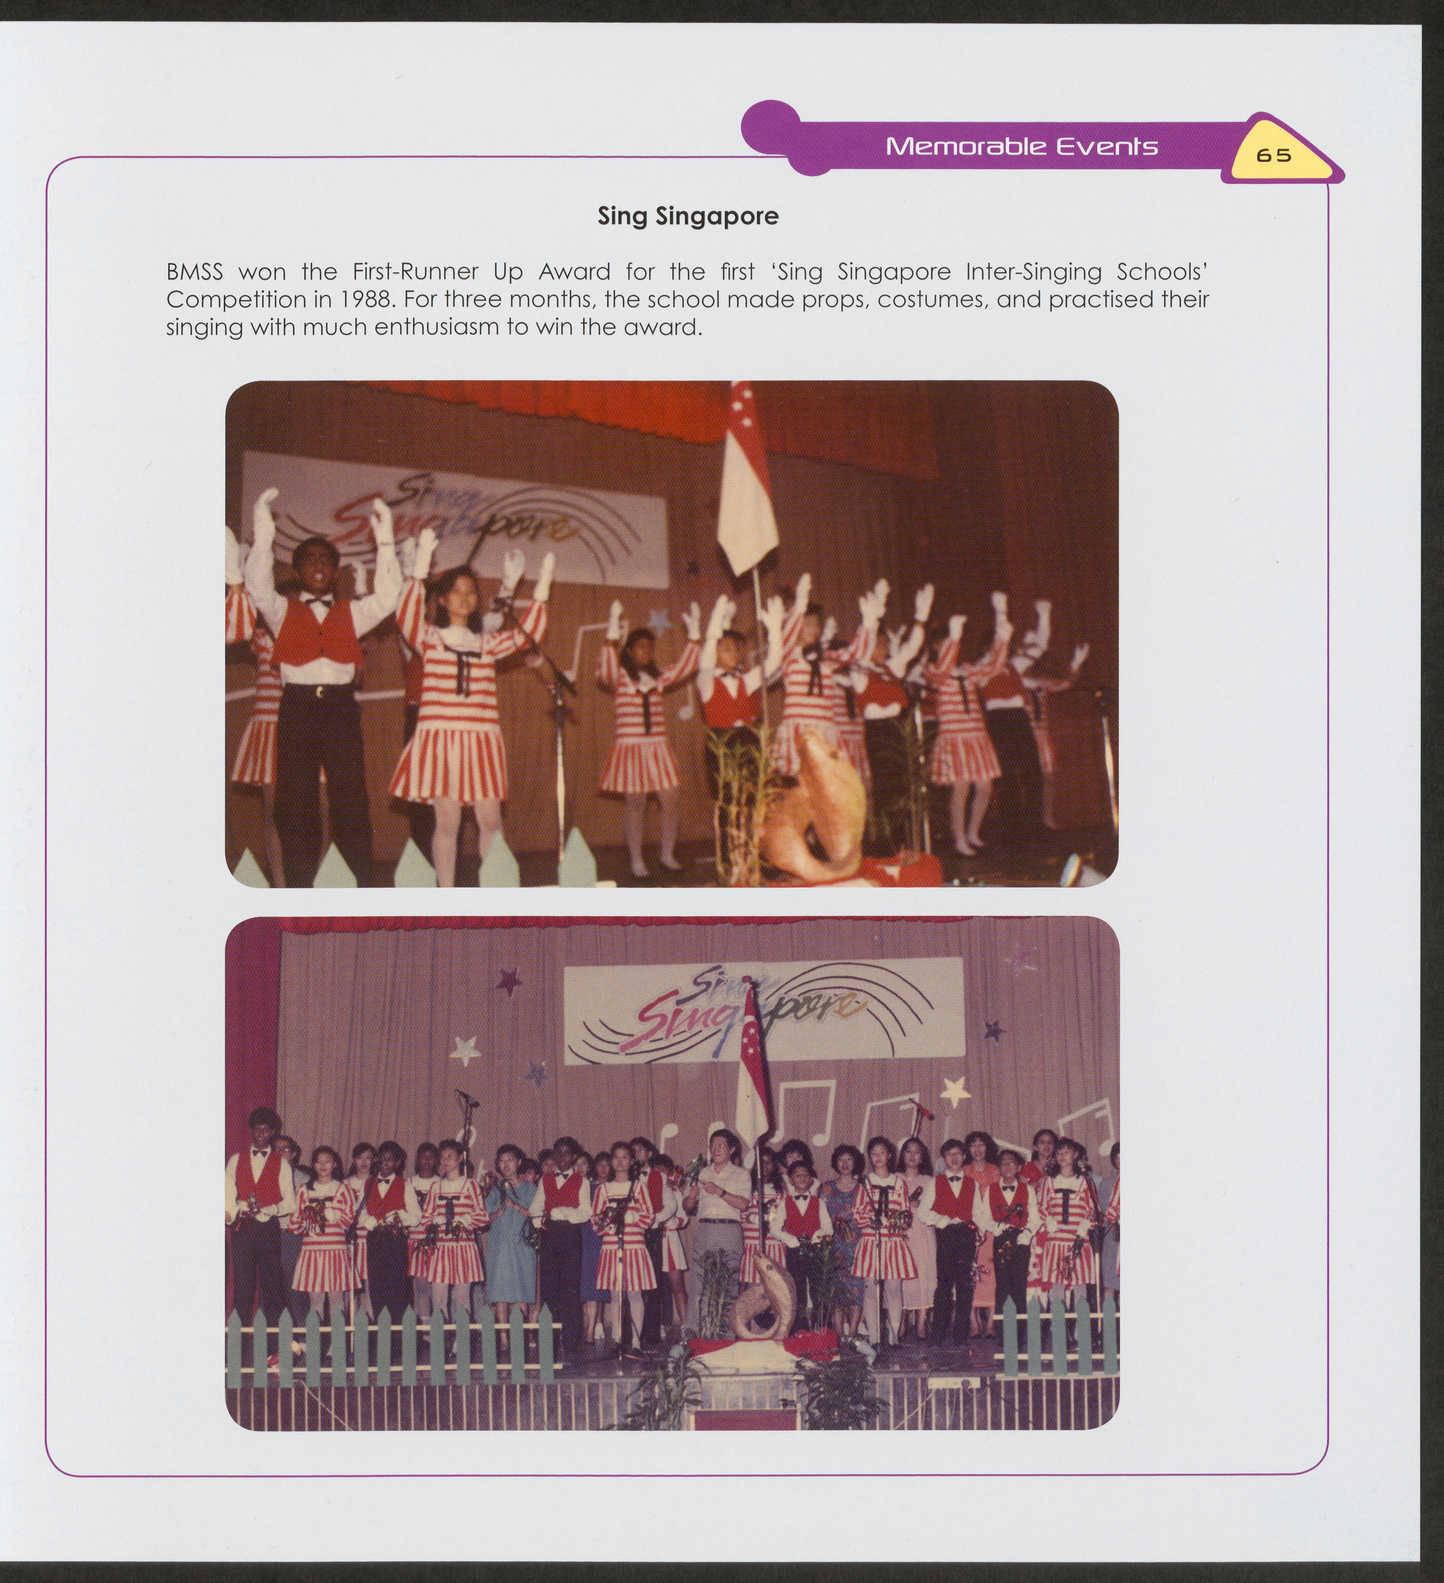 Memorable Events
65
Sing Singapore
BMSS won the First-Runner Up Award for the first ‘Sing Singapore Inter-Singing Schools’
Competition in 1988. For three months, the school made props, costumes, and practised their
singing with much enthusiasm to win the award.
Sing
Singapore
Sing
Singapore